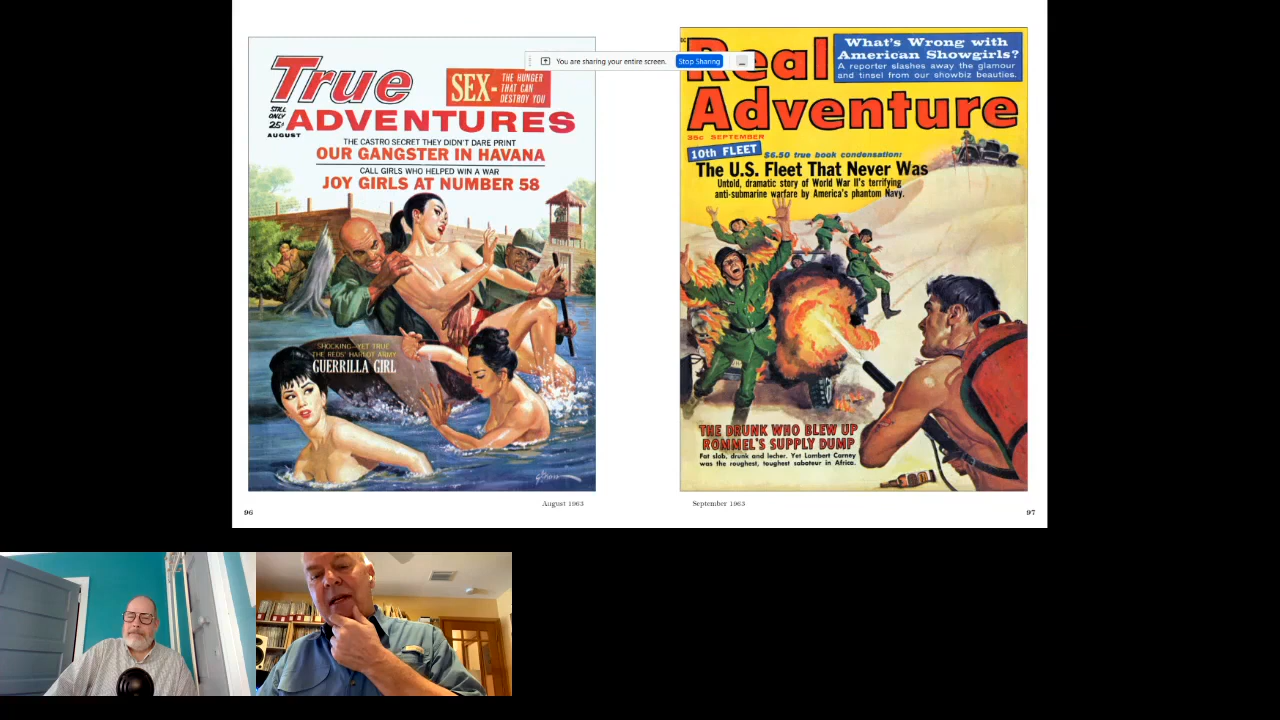 True
STILL
ONLY
25¢
AUGUST
SEX-
THE HUNGER
THAT CAN
DESTROY YOU
ADVENTURES
THE CASTRO SECRET THEY DIDN'T DARE PRINT
OUR GANGSTER IN HAVANA
CALL GIRLS WHO HELPED WIN A WAR
JOY GIRLS AT NUMBER 58
SHOCKING—YET TRUE
THE REDS' HARLOT ARMY
GUERRILLA GIRL
August 1963
96
You are sharing your entire screen.
Stop Sharing
Real
Adventure
What's Wrong with
American Showgirls?
A reporter slashes away the glamour
and tinsel from our showbiz beauties.
35c SEPTEMBER
10th FLEET
$6.50 true book condensation:
The U.S. Fleet That Never Was
Untold, dramatic story of World War II's terrifying
anti-submarine warfare by America's phantom Navy.
THE DRUNK WHO BLEW UP
ROMMEL'S SUPPLY DUMP
Fat slob, drunk and lecher. Yet Lambert Carney
was the roughest, toughest saboteur in Africa.
September 1963
97